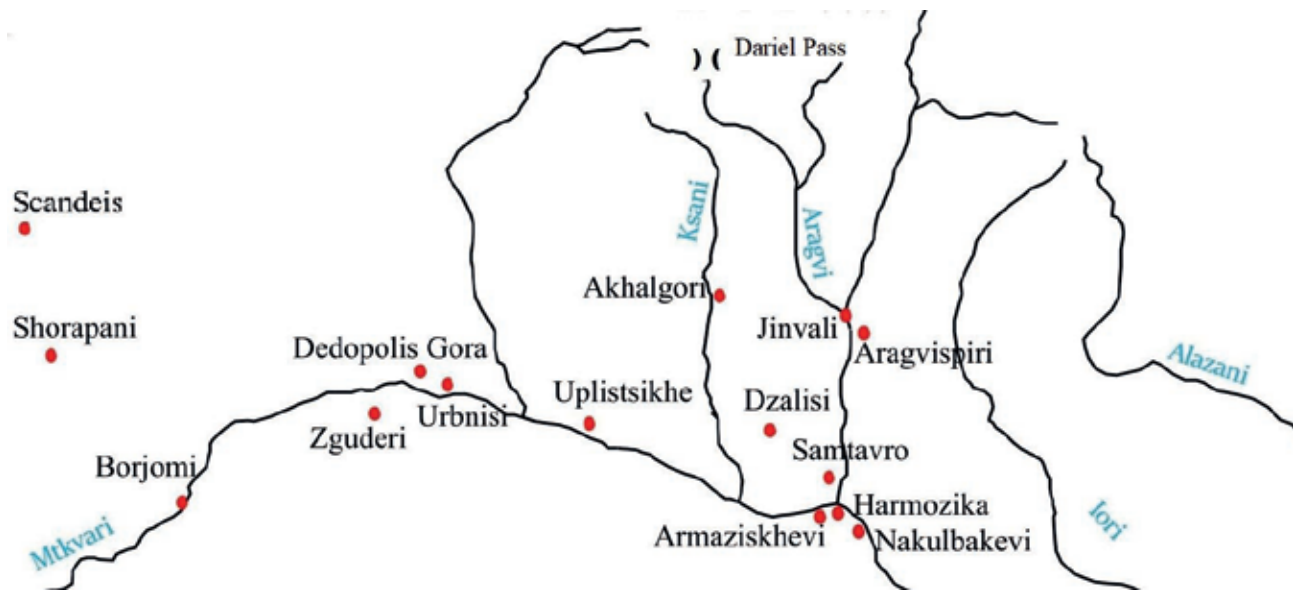 Dariel Pass
Scandeis
Ksani
Aragvi
Akhalgori
Shorapani
Jinvali
Aragvispiri
Dedopolis Gora
Alazani
Uplistsikhe
Dzalisi
Urbnisi
Zguderi
Samtavro
Borjomi
Harmozika
Iori
Armaziskhevi
Nakulbakevi
Mtkvari